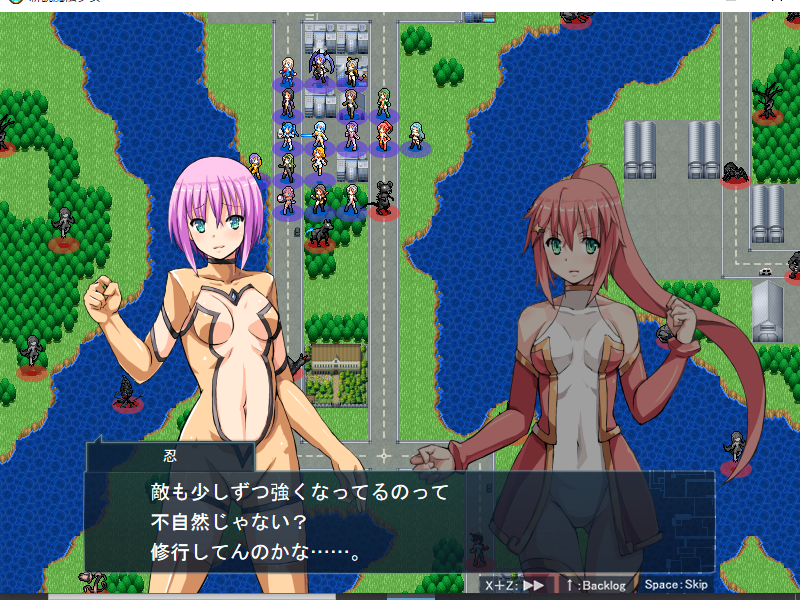 忍
敵も少しずつ強くなってるのって
不自然じゃない？
修行してんのかな……。
X+Z:▶▶ ↑:Backlog Space:Skip